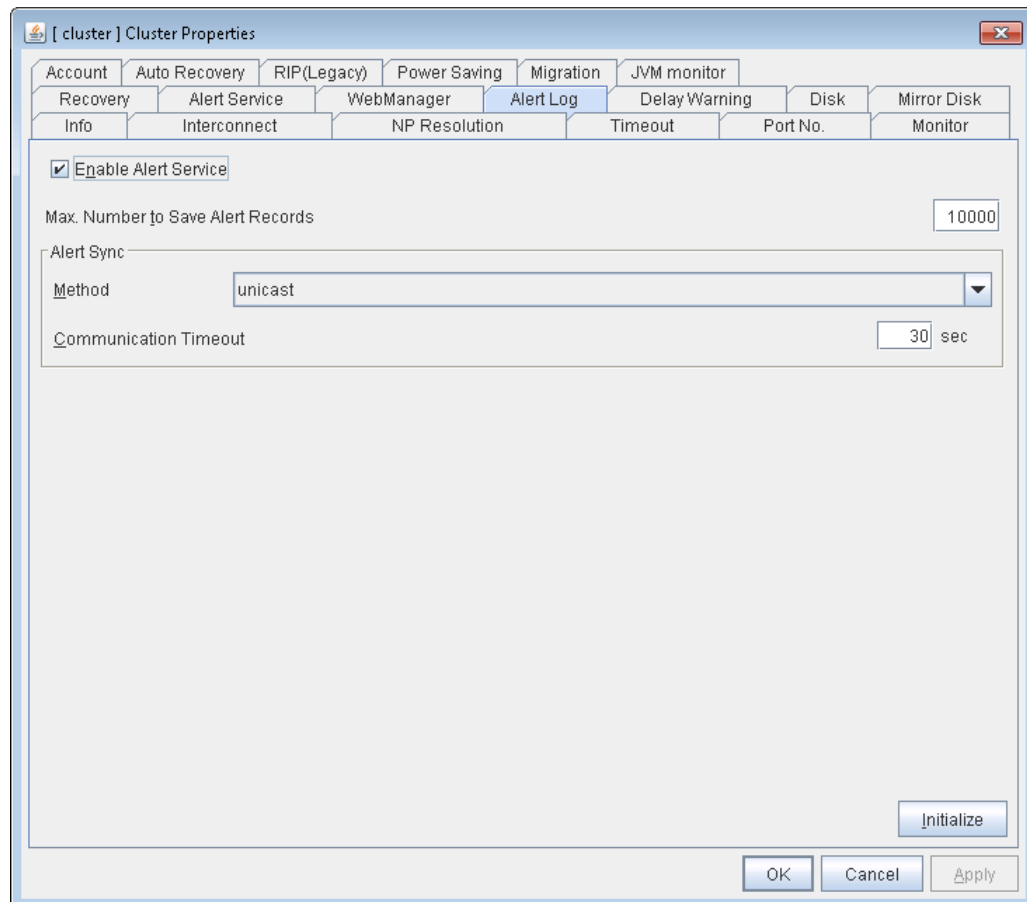 [ cluster ] Cluster Properties
Account Auto Recovery RIP(Legacy) Power Saving Migration JVM monitor
Recovery Alert Service WebManager Alert Log Delay Warning Disk Mirror Disk
Info Interconnect NP Resolution Timeout Port No. Monitor
Enable Alert Service
Max. Number to Save Alert Records 10000
Alert Sync
Method unicast
Communication Timeout 30 sec
Initialize
OK Cancel Apply